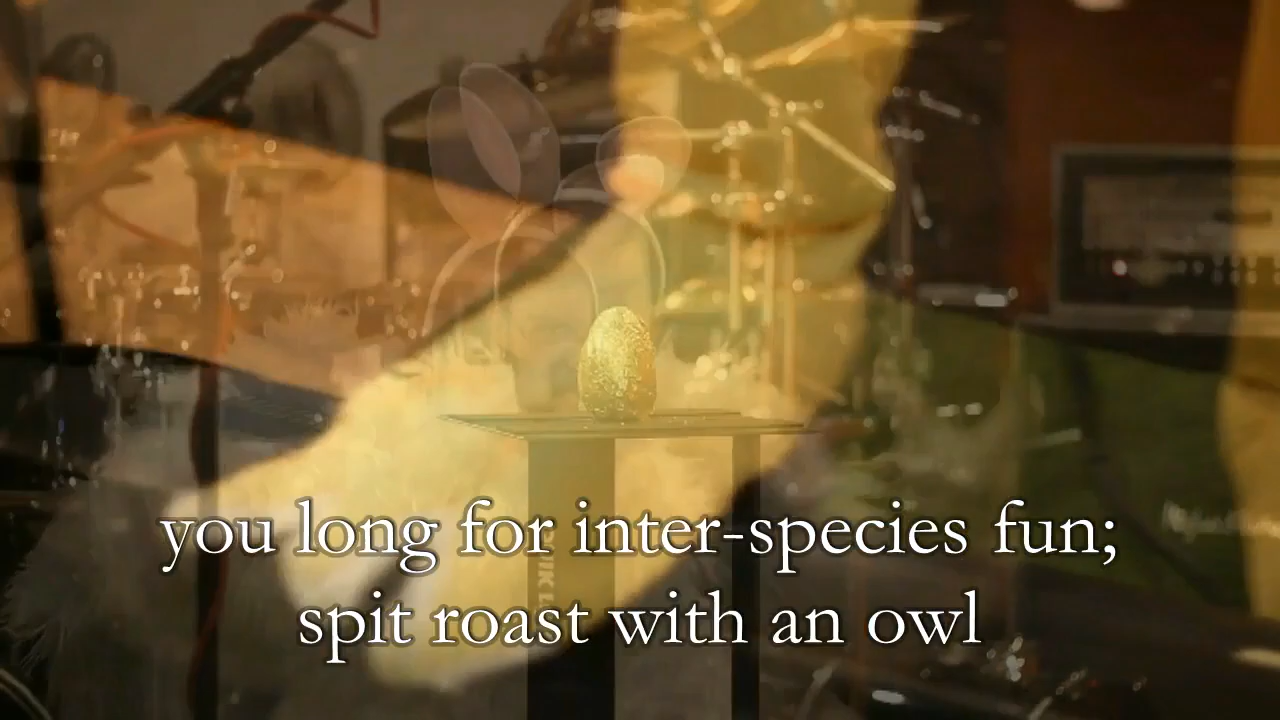 you long for inter-species fun;
spit roast with an owl